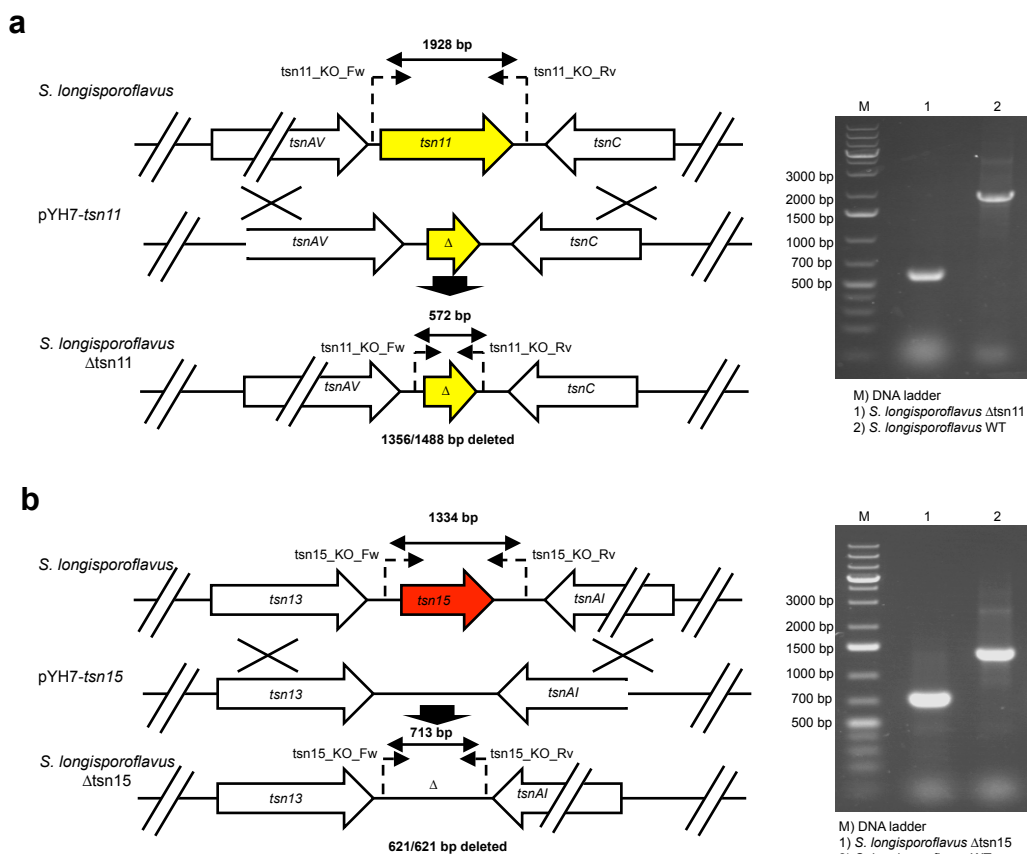 a
1928 bp
tsn11_KO_Fw
tsn11_KO_Rv
S. longisporoflavus
tsnAV
tsn11
tsnC
pYH7-tsn11
tsnAV
Δ
tsnC
572 bp
S. longisporoflavus
Δtsn11
tsn11_KO_Fw
tsn11_KO_Rv
tsnAV
Δ
tsnC
1356/1488 bp deleted
M 1 2
3000 bp
2000 bp
1500 bp
1000 bp
700 bp
500 bp
M) DNA ladder
1) S. longisporoflavus Δtsn11
2) S. longisporoflavus WT
b
1334 bp
tsn15_KO_Fw
tsn15_KO_Rv
S. longisporoflavus
tsn13
tsn15
tsnAI
pYH7-tsn15
tsn13
tsnAI
713 bp
S. longisporoflavus
Δtsn15
tsn15_KO_Fw
tsn15_KO_Rv
tsn13
Δ
tsnAI
621/621 bp deleted
M 1 2
3000 bp
2000 bp
1500 bp
1000 bp
700 bp
500 bp
M) DNA ladder
1) S. longisporoflavus Δtsn15